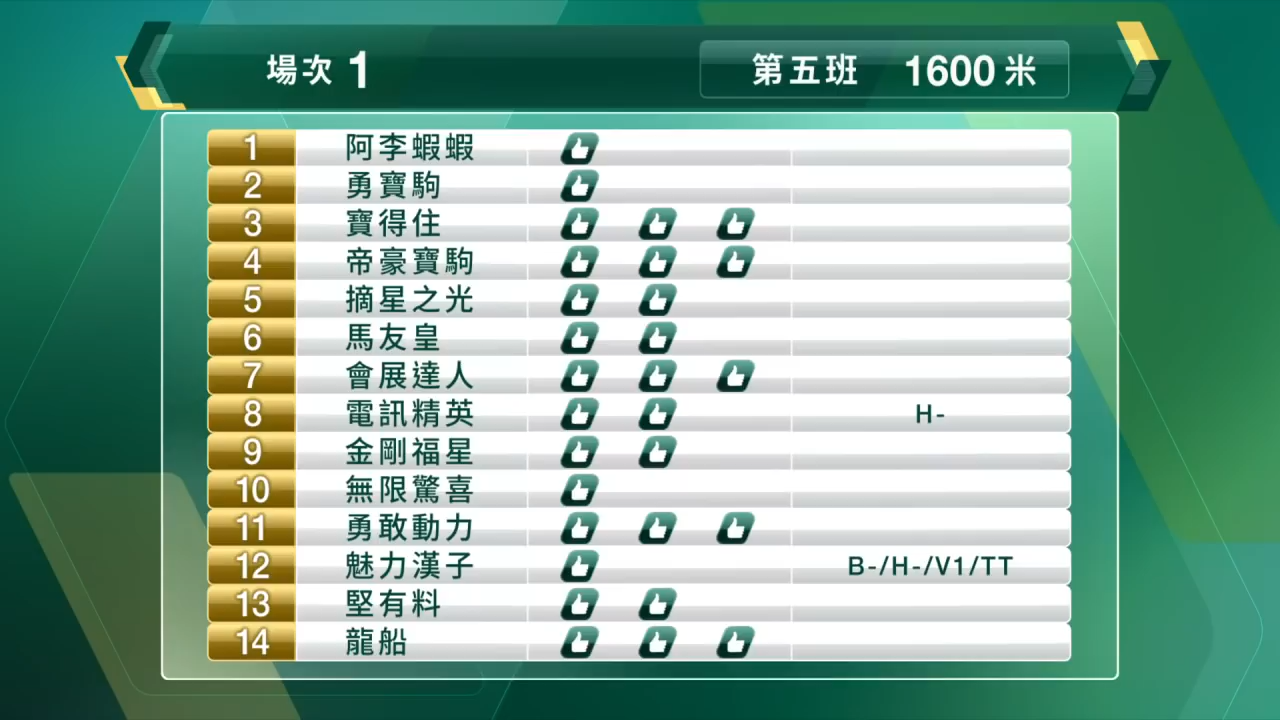 場次 1 第五班 1600 米
1 阿李蝦蝦
2 勇寶駒
3 寶得住
4 帝豪寶駒
5 摘星之光
6 馬友皇
7 會展達人
8 電訊精英 H-
9 金剛福星
10 無限驚喜
11 勇敢動力
12 魅力漢子 B-/H-/V1/TT
13 堅有料
14 龍船